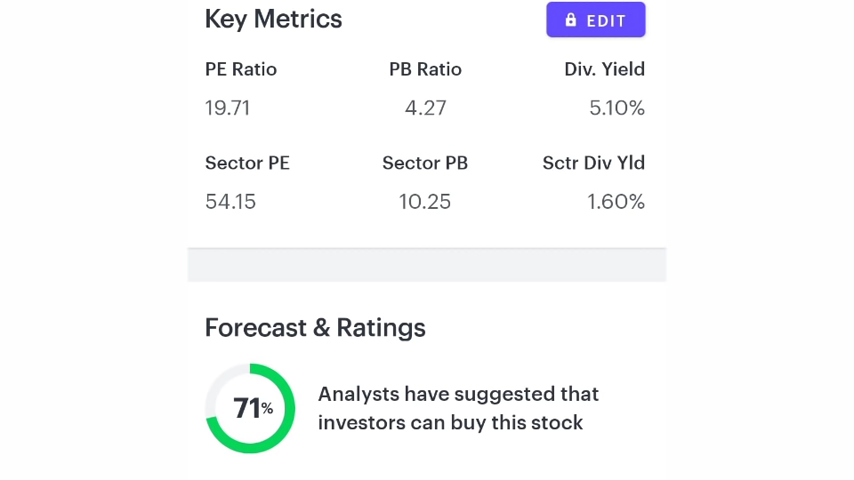 Key Metrics
EDIT
PE Ratio PB Ratio Div. Yield
19.71 4.27 5.10%
Sector PE Sector PB Sctr Div Yld
54.15 10.25 1.60%
Forecast & Ratings
71%
Analysts have suggested that
investors can buy this stock